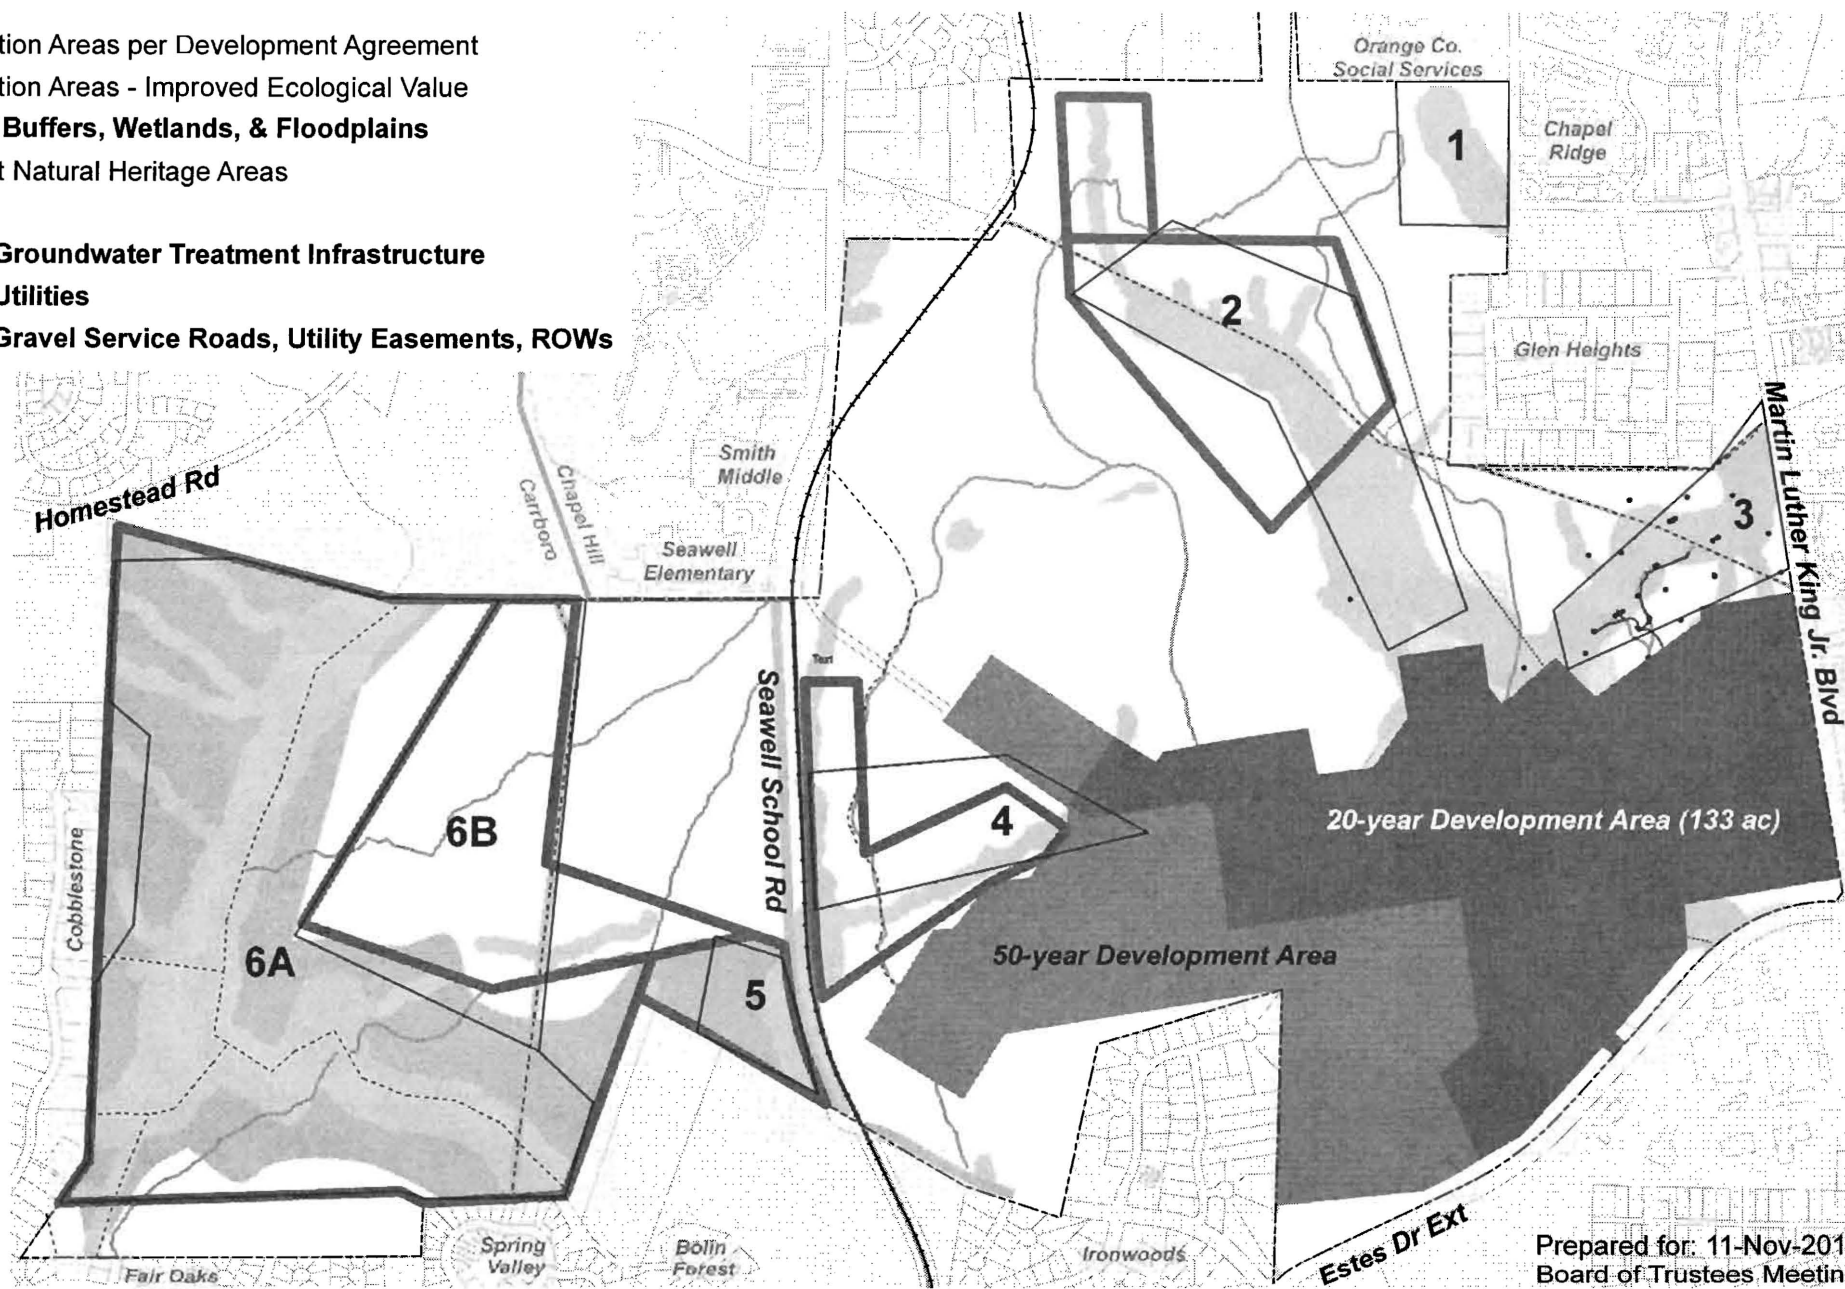 tion Areas per Development Agreement
tion Areas - Improved Ecological Value
Buffers, Wetlands, & Floodplains
t Natural Heritage Areas
Groundwater Treatment Infrastructure
Utilities
Gravel Service Roads, Utility Easements, ROWs
Orange Co.
Social Services
1
Chapel
Ridge
2
Glen Heights
Martin Luther King Jr. Blvd
3
Smith
Middle
Homestead Rd
Chapel Hill
Carrboro
Seawell
Elementary
Text
Seawell School Rd
6B
4
20-year Development Area (133 ac)
Cobblestone
6A
5
50-year Development Area
Spring
Valley
Bolin
Forest
Ironwoods
Fair Oaks
Estes Dr Ext
Prepared for: 11-Nov-201
Board of Trustees Meetin